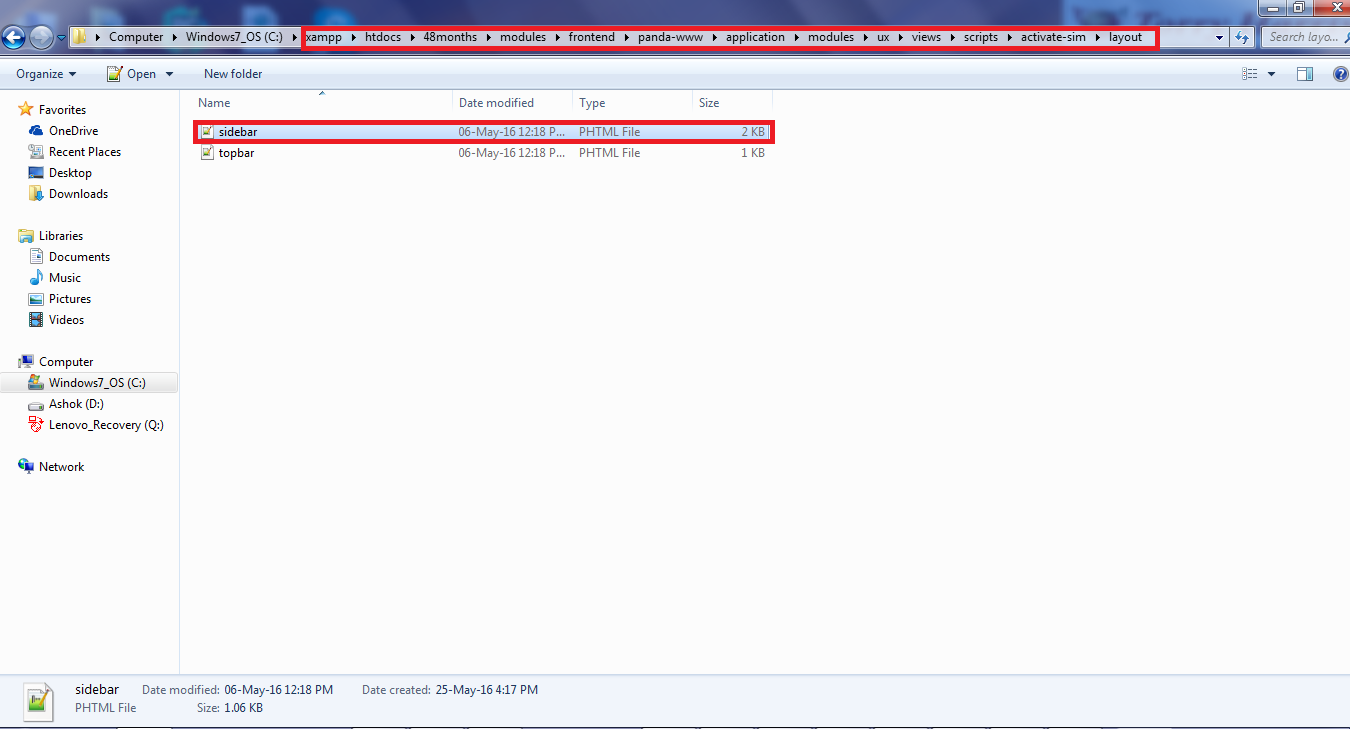 Computer Windows7_OS (C:) xampp htdocs 48months modules frontend panda-www application modules ux views scripts activate-sim layout Search layo...
Organize Open New folder
Name Date modified Type Size
sidebar 06-May-16 12:18 P... PHTML File 2 KB
topbar 06-May-16 12:18 P... PHTML File 1 KB
Favorites
OneDrive
Recent Places
Desktop
Downloads
Libraries
Documents
Music
Pictures
Videos
Computer
Windows7_OS (C:)
Ashok (D:)
Lenovo_Recovery (Q:)
Network
sidebar Date modified: 06-May-16 12:18 PM Date created: 25-May-16 4:17 PM
PHTML File Size: 1.06 KB